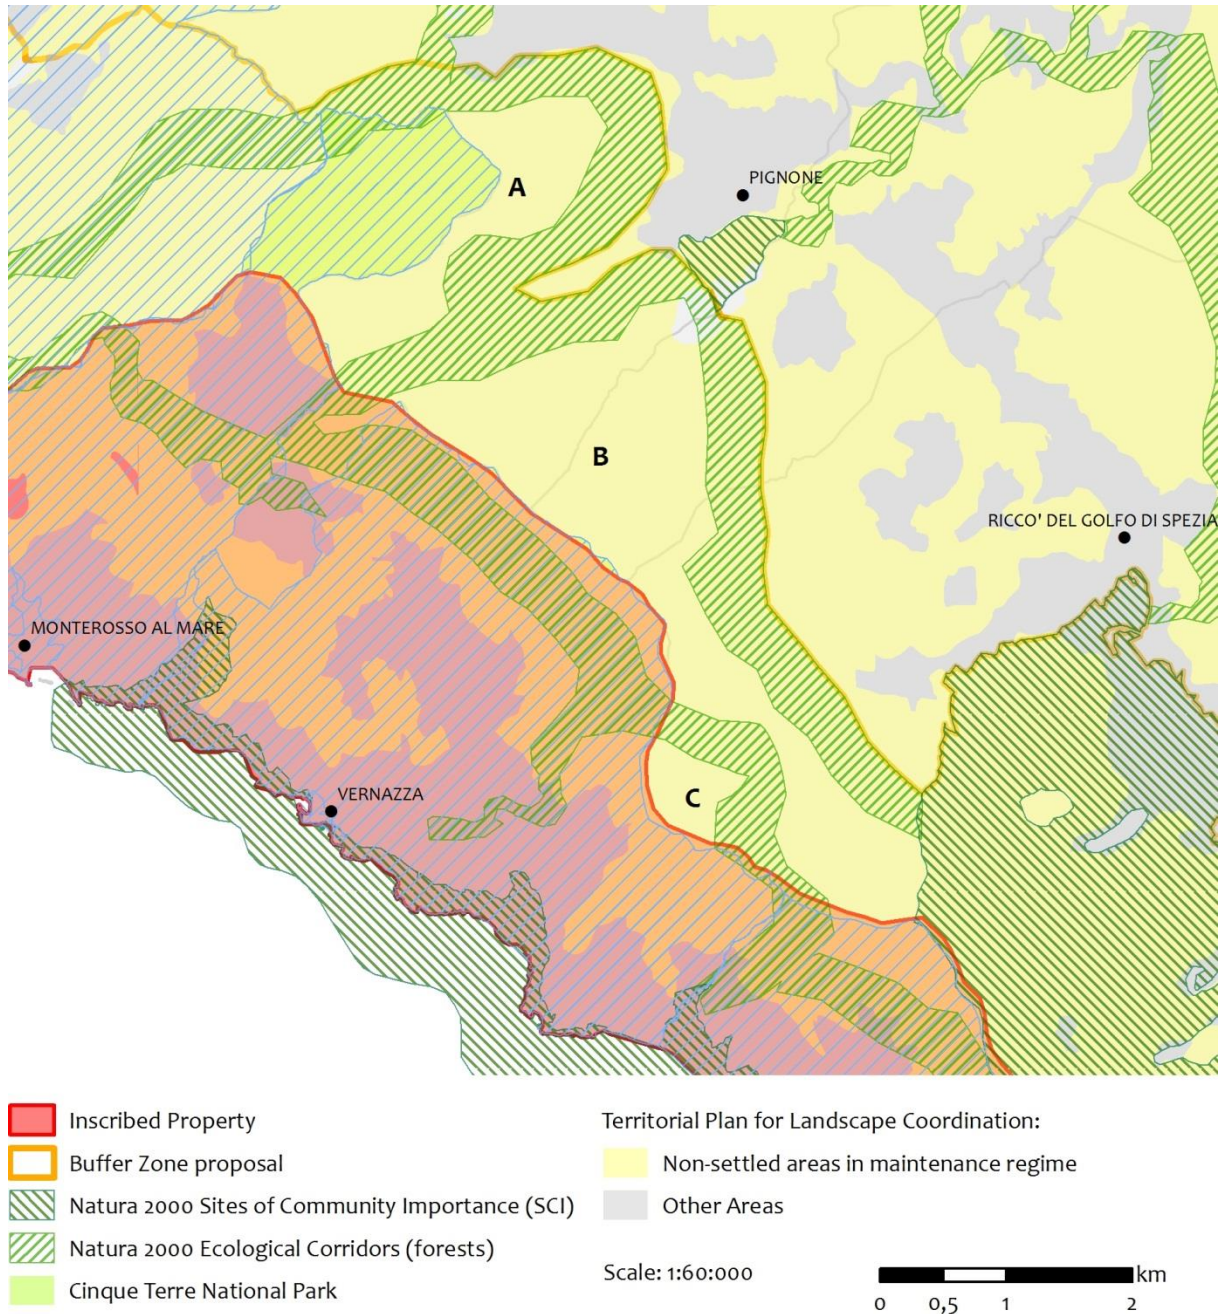 A
PIGNONE
B
RICCO' DEL GOLFO DI SPEZIA
MONTEROSSO AL MARE
VERNAZZA
C
Inscribed Property
Buffer Zone proposal
Natura 2000 Sites of Community Importance (SCI)
Natura 2000 Ecological Corridors (forests)
Cinque Terre National Park
Territorial Plan for Landscape Coordination:
Non-settled areas in maintenance regime
Other Areas
Scale: 1:60:000
km
0 0,5 1 2